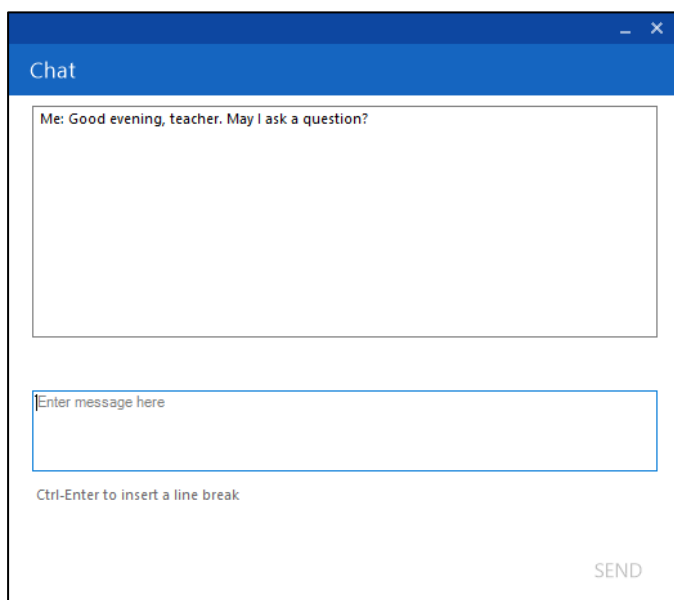 Chat
Me: Good evening, teacher. May I ask a question?
Enter message here
Ctrl-Enter to insert a line break
SEND